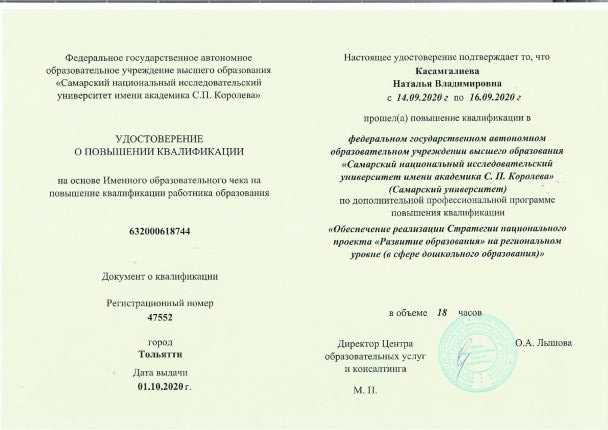 Федеральное государственное автономное
образовательное учреждение высшего образования
«Самарский национальный исследовательский
университет имени академика С.П. Королева»
УДОСТОВЕРЕНИЕ
О ПОВЫШЕНИИ КВАЛИФИКАЦИИ
на основе Именного образовательного чека на
повышение квалификации работника образования
632000618744
Документ о квалификации
Регистрационный номер
47552
город
Тольятти
Дата выдачи
01.10.2020 г.
Настоящее удостоверение подтверждает то, что
Касамгалиева
Наталья Владимировна
с 14.09.2020 г по 16.09.2020 г
прошел(а) повышение квалификации в
федеральном государственном автономном
образовательном учреждении высшего образования
«Самарский национальный исследовательский
университет имени академика С. П. Королева»
(Самарский университет)
по дополнительной профессиональной программе
повышения квалификации
«Обеспечение реализации Стратегии национального
проекта «Развитие образования» на региональном
уровне (в сфере дошкольного образования)»
в объеме 18 часов
Директор Центра
образовательных услуг
и консалтинга
О.А. Лышова
М. П.